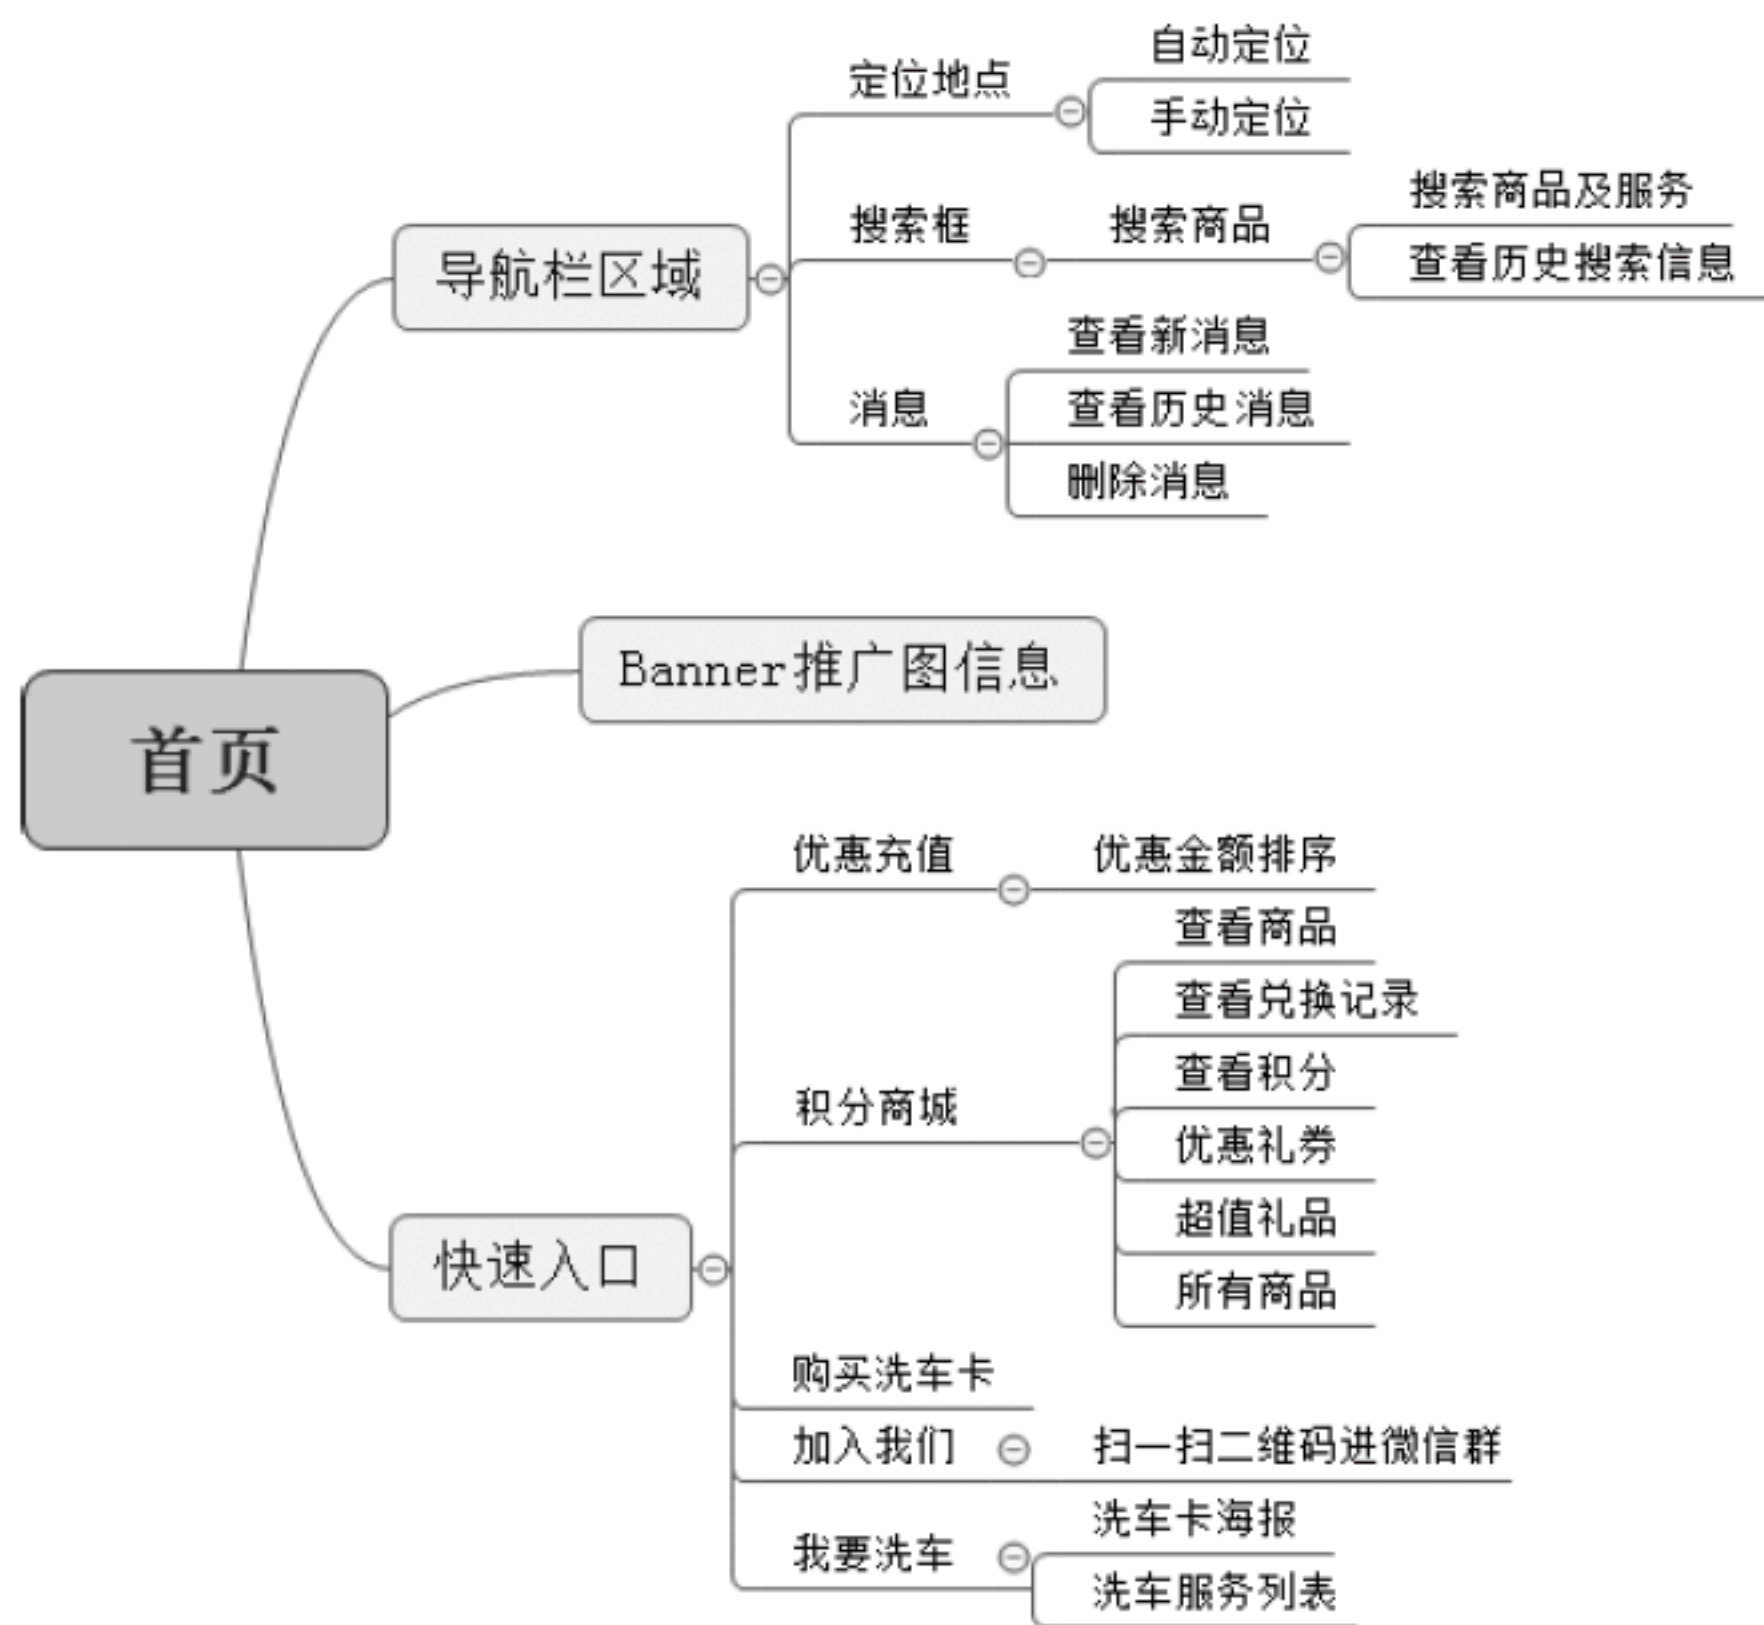 首页
导航栏区域
定位地点
自动定位
手动定位
搜索框
搜索商品
搜索商品及服务
查看历史搜索信息
消息
查看新消息
查看历史消息
删除消息
Banner推广图信息
快速入口
优惠充值
优惠金额排序
积分商城
查看商品
查看兑换记录
查看积分
优惠礼券
超值礼品
所有商品
购买洗车卡
加入我们
扫一扫二维码进微信群
我要洗车
洗车卡海报
洗车服务列表